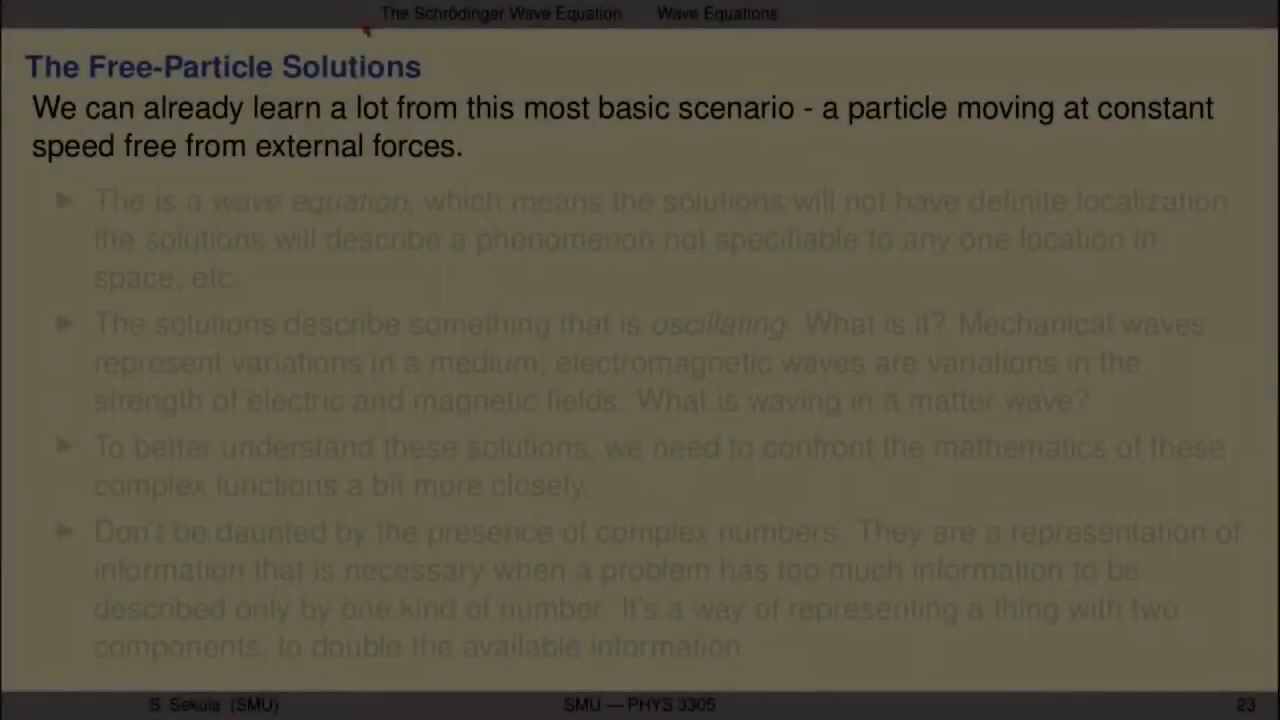 The Schrödinger Wave Equation Wave Equations
The Free-Particle Solutions
We can already learn a lot from this most basic scenario - a particle moving at constant
speed free from external forces.
► The is a wave equation, which means the solutions will not have definite localization -
the solutions will describe a phenomenon not specifiable to any one location in
space, etc.
► The solutions describe something that is oscillating. What is it? Mechanical waves
represent variations in a medium; electromagnetic waves are variations in the
strength of electric and magnetic fields. What is waving in a matter wave?
► To better understand these solutions, we need to confront the mathematics of these
complex functions a bit more closely.
► Don't be daunted by the presence of complex numbers. They are a representation of
information that is necessary when a problem has too much information to be
described only by one kind of number. It's a way of representing a thing with two
components, to double the available information
S. Sekula (SMU) SMU — PHYS 3305 23